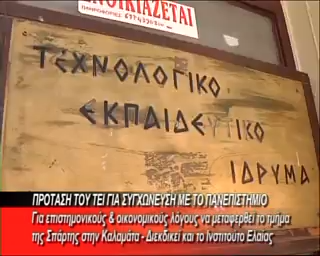 ΕΝΟΙΚΙΑΖΕΤΑΙ
ΤΕΧΝΟΛΟΓΙΚΟ
ΕΚΠΑΙΔΕΥΤΙΚΟ
ΙΔΡΥΜΑ
ΠΡΟΤΑΣΗ ΤΟΥ ΤΕΙ ΓΙΑ ΣΥΓΧΩΝΕΥΣΗ ΜΕ ΤΟ ΠΑΝΕΠΙΣΤΗΜΙΟ
Για επιστημονικούς & οικονομικούς λόγους να μεταφερθεί το τμήμα
της Σπάρτης στην Καλαμάτα - Διεκδικεί και το Ινστιτούτο Ελαίας